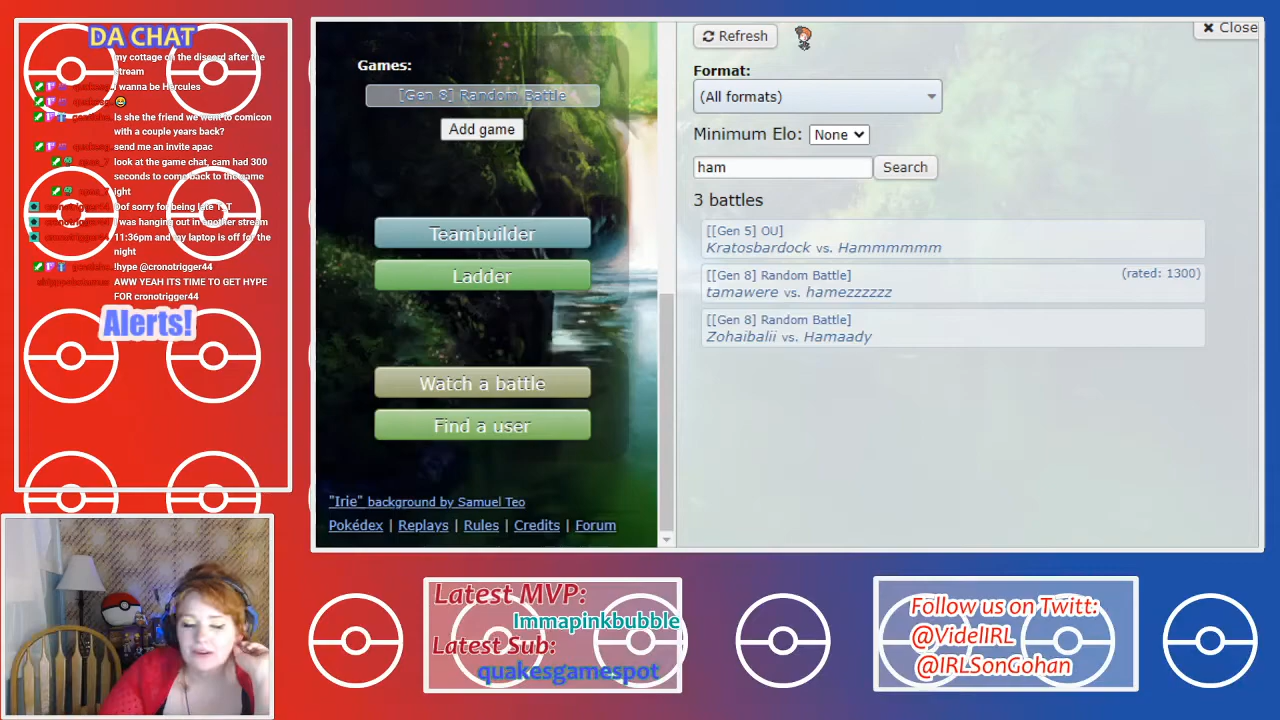 DA CHAT
my cottage on the discord after the
stream
I wanna be Hercules
Is she the friend we went to comicon
with a couple years back?
send me an invite apac
look at the game chat, cam had 300
seconds to come back to the game
ight
Oof sorry for being late 1ST
I was hanging out in another stream
11:36pm and my laptop is off for the
night
!hype @cronotrigger44
AWW YEAH ITS TIME TO GET HYPE
FOR cronotrigger44
Alerts!
Games:
[Gen 8] Random Battle
Add game
Teambuilder
Ladder
Watch a battle
Find a user
"Irie" background by Samuel Teo
Pokédex | Replays | Rules | Credits | Forum
Refresh
✖ Close
Format:
(All formats)
Minimum Elo: None
ham Search
3 battles
[[Gen 5] OU]
Kratosbardock vs. Hammmmmm
[[Gen 8] Random Battle] (rated: 1300)
tamawere vs. hamezzzzzz
[[Gen 8] Random Battle]
Zohaibalii vs. Hamaady
Latest MVP:
Immapinkbubble
Latest Sub:
quakesgamespot
Follow us on Twitt:
@VidelIRL
@IRLSonGohan